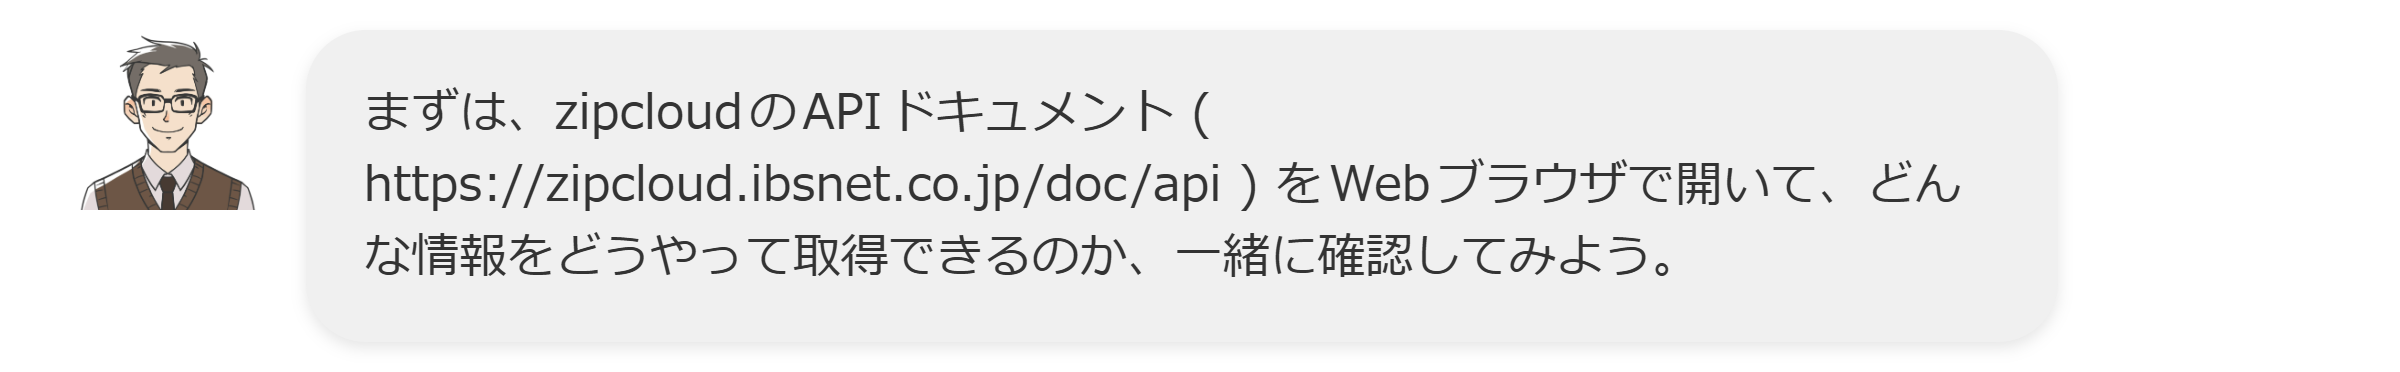 まずは、zipcloudのAPIドキュメント (
https://zipcloud.ibsnet.co.jp/doc/api ) をWebブラウザで開いて、どん
な情報をどうやって取得できるのか、一緒に確認してみよう。